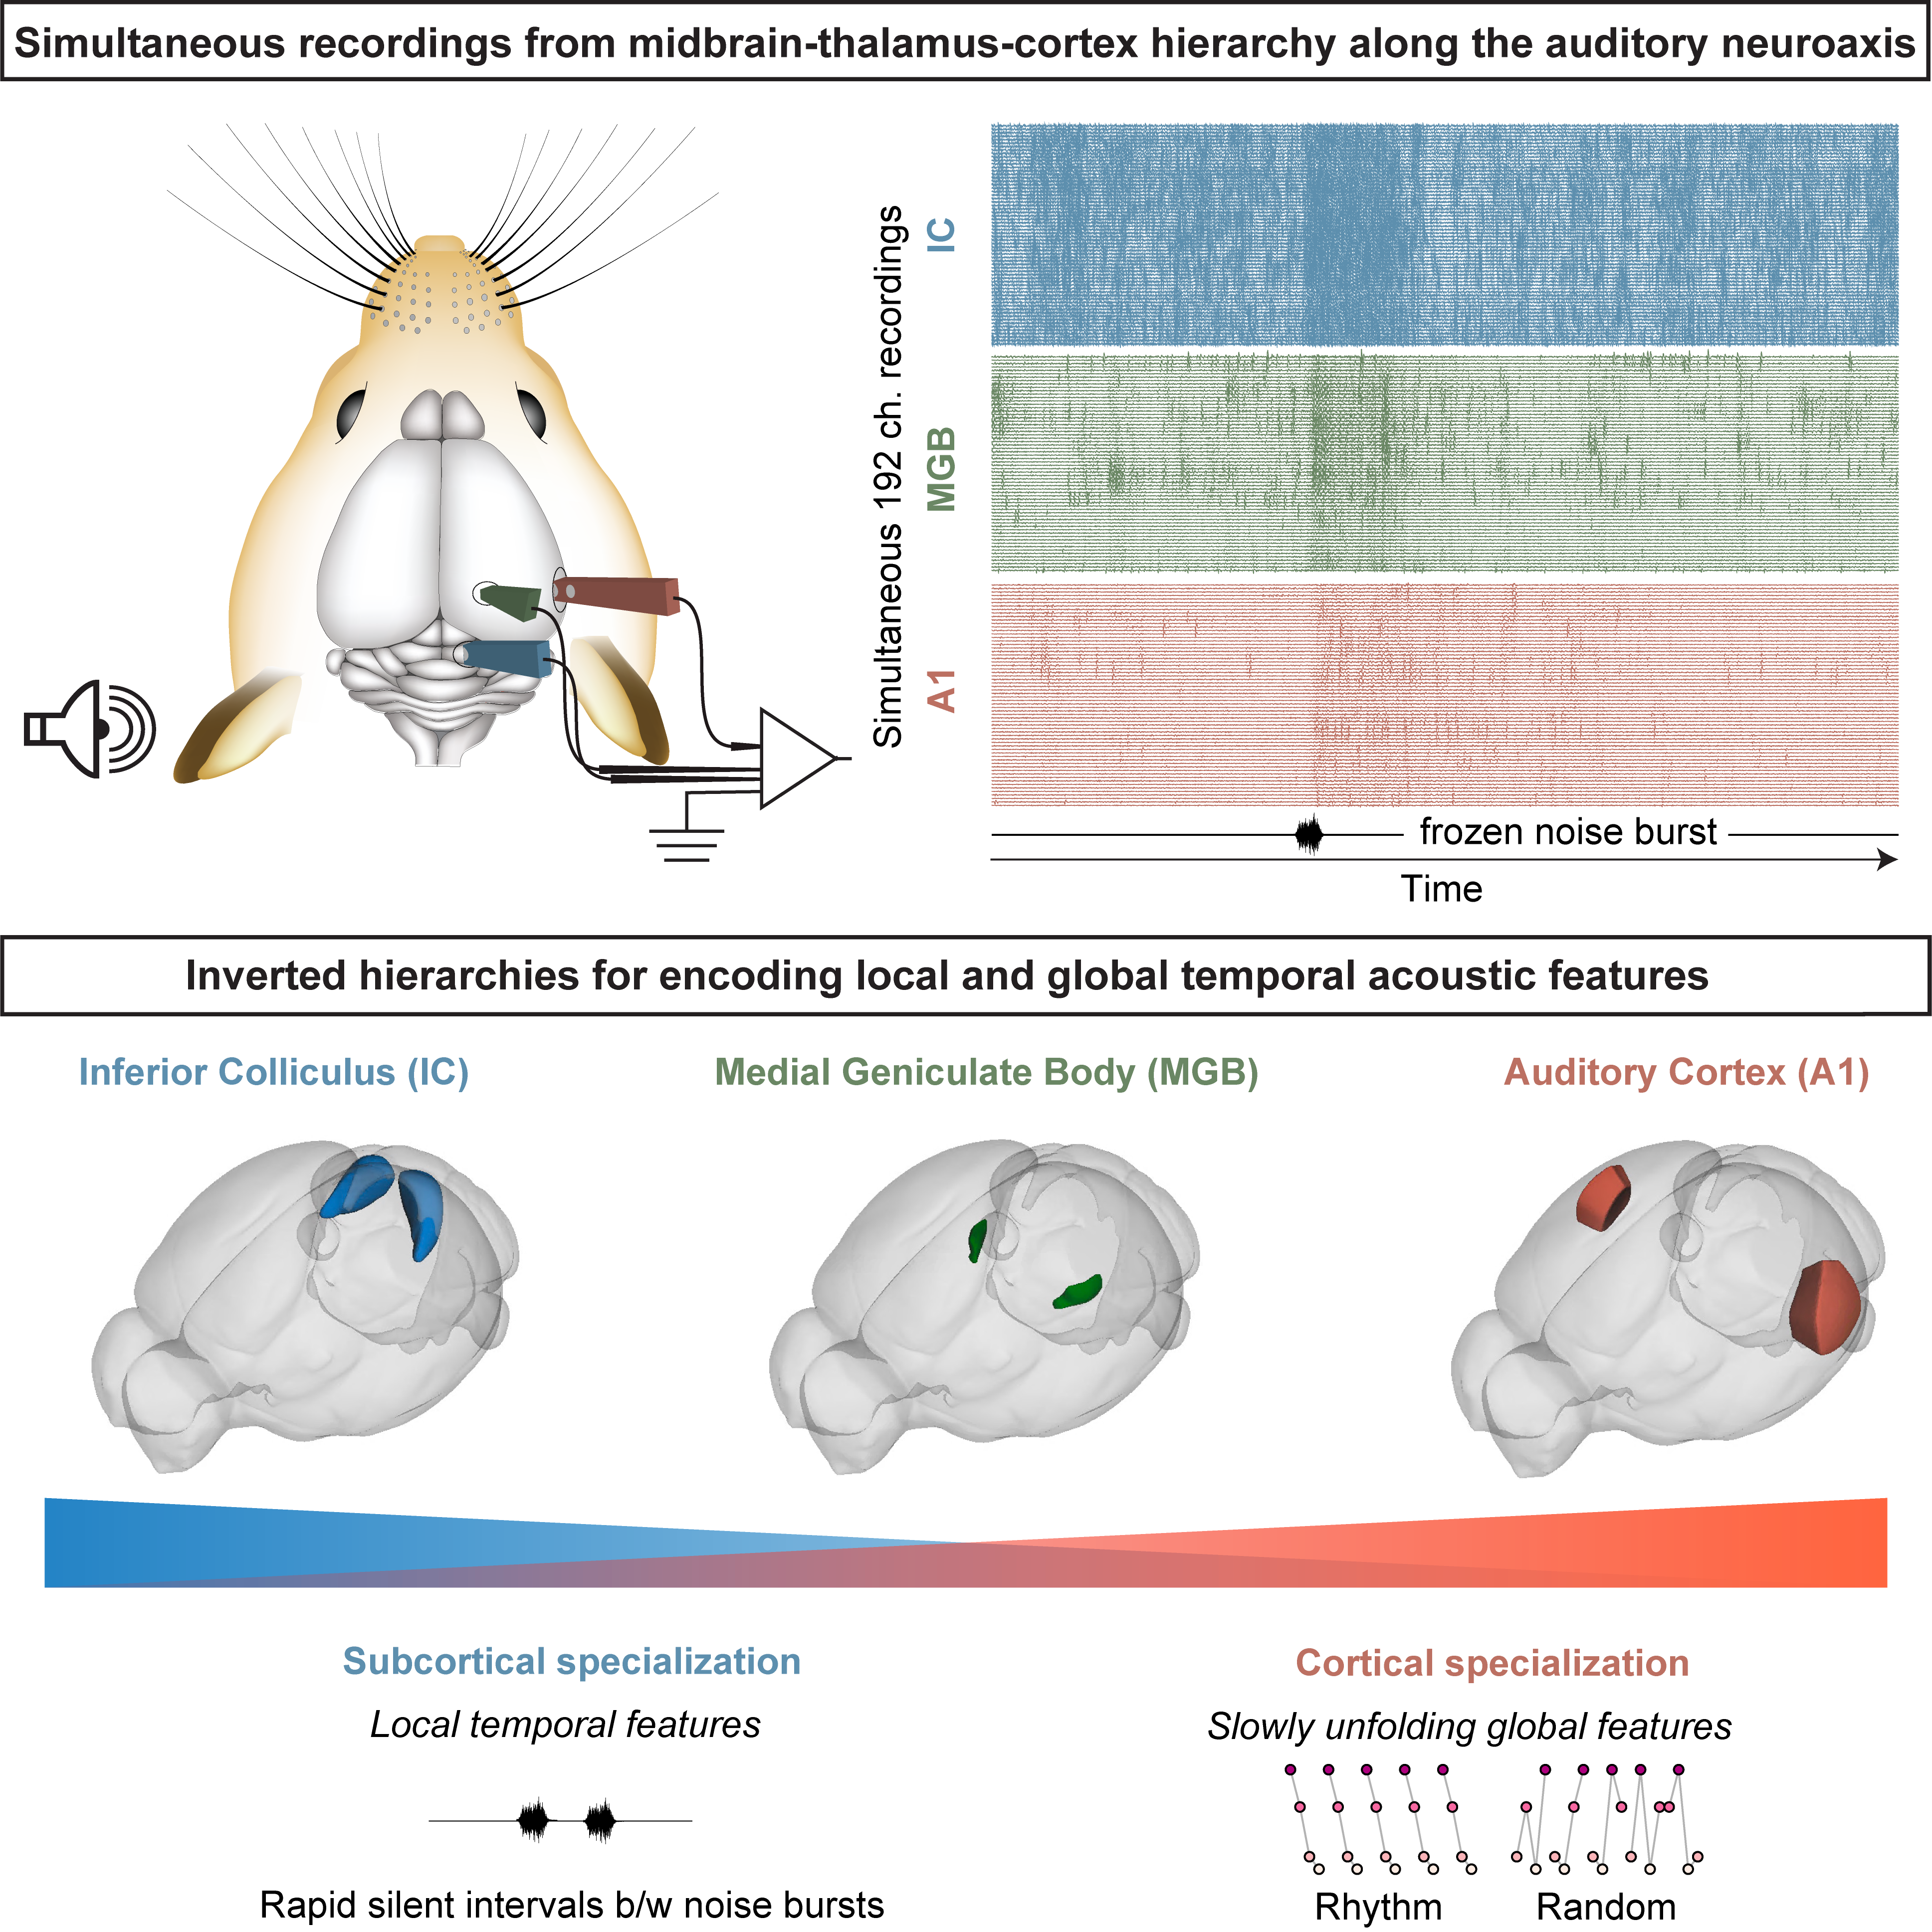 Simultaneous recordings from midbrain-thalamus-cortex hierarchy along the auditory neuroaxis
Simultaneous 192 ch. recordings
IC
MGB
A1
frozen noise burst
Time
Inverted hierarchies for encoding local and global temporal acoustic features
Inferior Colliculus (IC)
Medial Geniculate Body (MGB)
Auditory Cortex (A1)
Subcortical specialization
Local temporal features
Rapid silent intervals b/w noise bursts
Cortical specialization
Slowly unfolding global features
Rhythm
Random